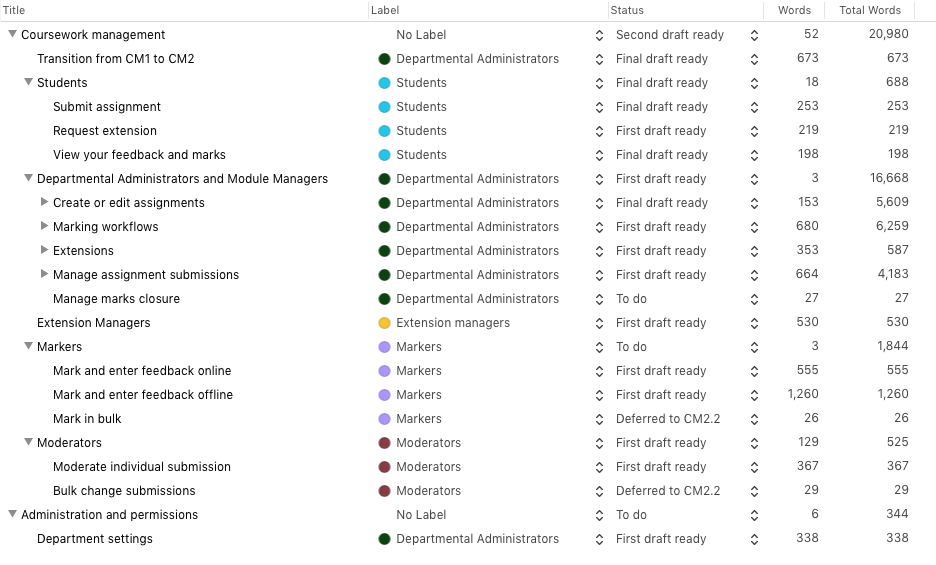 Title Label Status Words Total Words
Coursework management No Label Second draft ready 52 20,980
Transition from CM1 to CM2 Departmental Administrators Final draft ready 673 673
Students Students Final draft ready 18 688
Submit assignment Students Final draft ready 253 253
Request extension Students First draft ready 219 219
View your feedback and marks Students Final draft ready 198 198
Departmental Administrators and Module Managers Departmental Administrators First draft ready 3 16,668
Create or edit assignments Departmental Administrators Final draft ready 153 5,609
Marking workflows Departmental Administrators First draft ready 680 6,259
Extensions Departmental Administrators First draft ready 353 587
Manage assignment submissions Departmental Administrators First draft ready 664 4,183
Manage marks closure Departmental Administrators To do 27 27
Extension Managers Extension managers First draft ready 530 530
Markers Markers To do 3 1,844
Mark and enter feedback online Markers First draft ready 555 555
Mark and enter feedback offline Markers First draft ready 1,260 1,260
Mark in bulk Markers Deferred to CM2.2 26 26
Moderators Moderators First draft ready 129 525
Moderate individual submission Moderators First draft ready 367 367
Bulk change submissions Moderators Deferred to CM2.2 29 29
Administration and permissions No Label To do 6 344
Department settings Departmental Administrators First draft ready 338 338